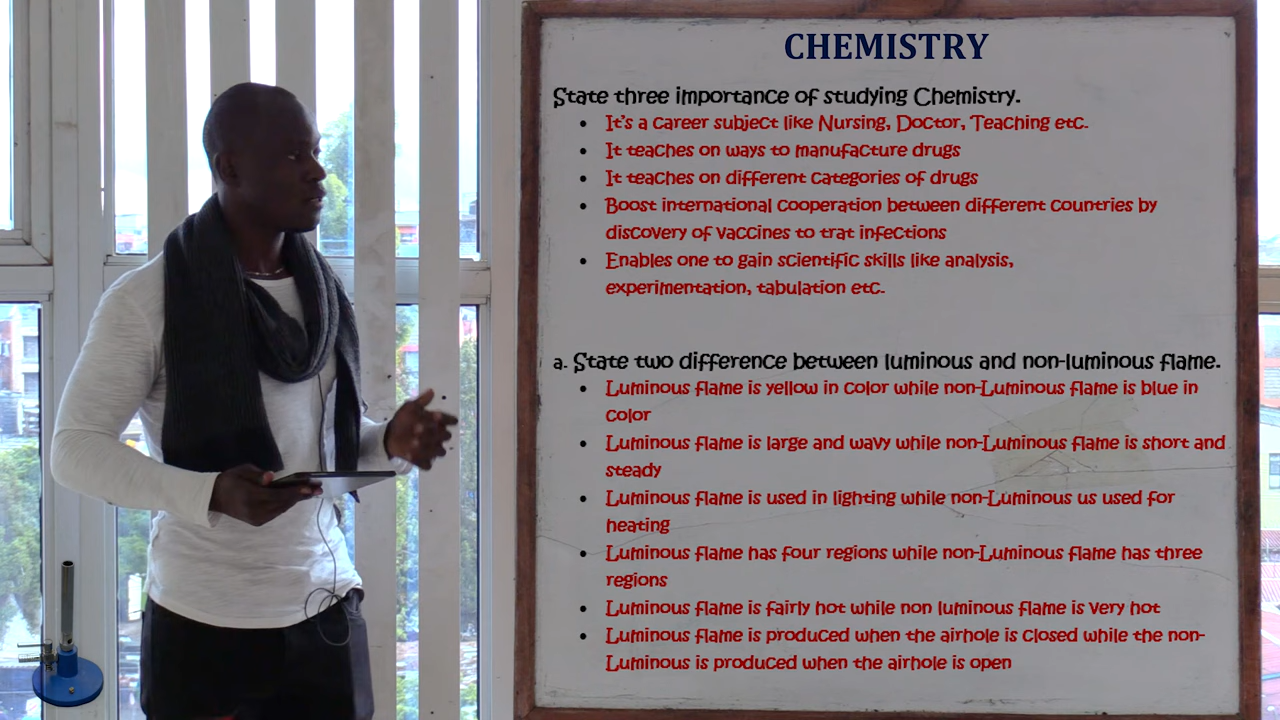 CHEMISTRY
State three importance of studying Chemistry.
• It's a career subject like Nursing, Doctor, Teaching etc.
• It teaches on ways to manufacture drugs
• It teaches on different categories of drugs
• Boost international cooperation between different countries by
discovery of vaccines to trat infections
• Enables one to gain scientific skills like analysis,
experimentation, tabulation etc.
a. State two difference between luminous and non-luminous flame.
• Luminous flame is yellow in color while non-Luminous flame is blue in
color
• Luminous flame is large and wavy while non-Luminous flame is short and
steady
• Luminous flame is used in lighting while non-Luminous us used for
heating
• Luminous flame has four regions while non-Luminous flame has three
regions
• Luminous flame is fairly hot while non luminous flame is very hot
• Luminous flame is produced when the airhole is closed while the non-
Luminous is produced when the airhole is open